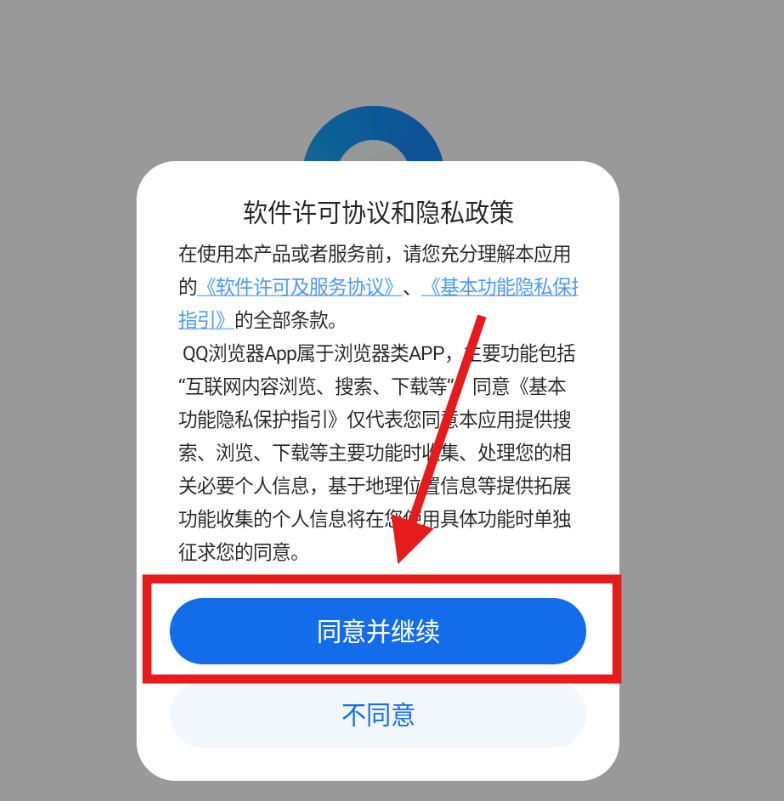 软件许可协议和隐私政策
在使用本产品或者服务前，请您充分理解本应用
的《软件许可及服务协议》、《基本功能隐私保护
指引》的全部条款。
QQ浏览器App属于浏览器类APP，主要功能包括
“互联网内容浏览、搜索、下载等”，同意《基本
功能隐私保护指引》仅代表您同意本应用提供搜
索、浏览、下载等主要功能时收集、处理您的相
关必要个人信息，基于地理位置信息等提供拓展
功能收集的个人信息将在您使用具体功能时单独
征求您的同意。
同意并继续
不同意